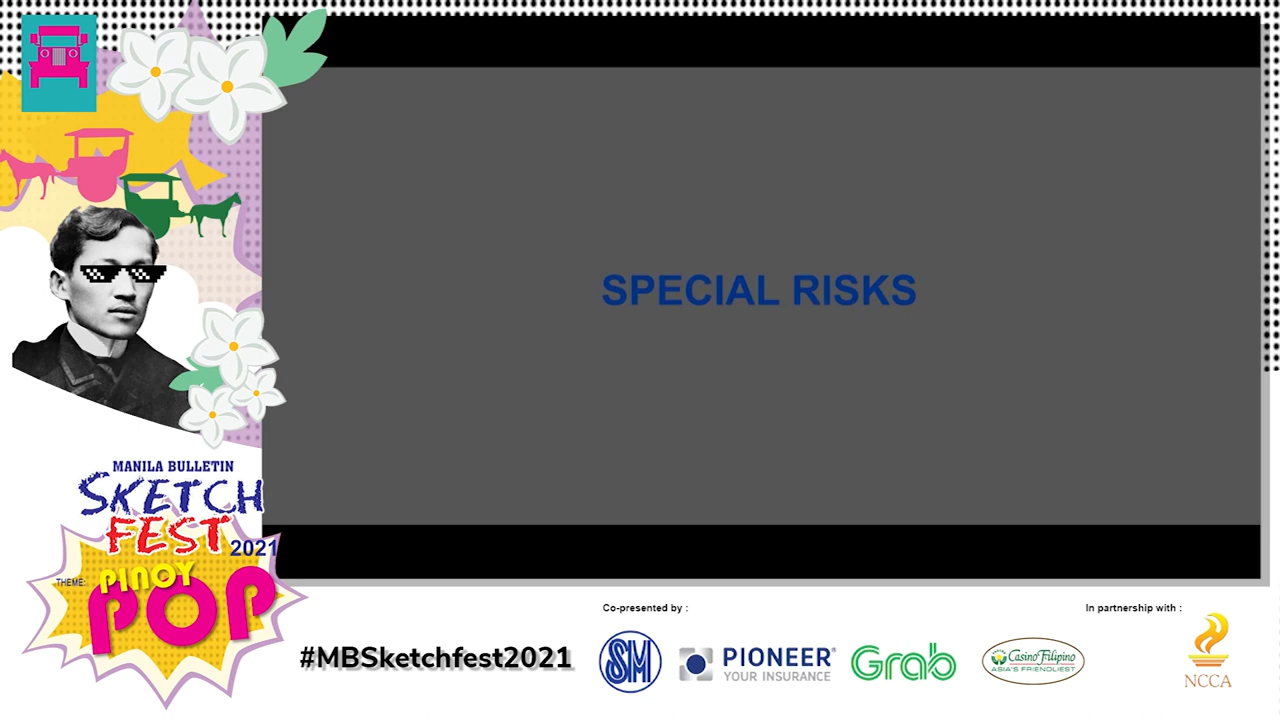 SPECIAL RISKS
MANILA BULLETIN
SKETCH
FEST
2021
THEME:
PINOY
POP
#MBSketchfest2021
Co-presented by :
SM
PIONEER®
YOUR INSURANCE
Grab
Casino Filipino
ASIA'S FRIENDLIEST
In partnership with :
NCCA